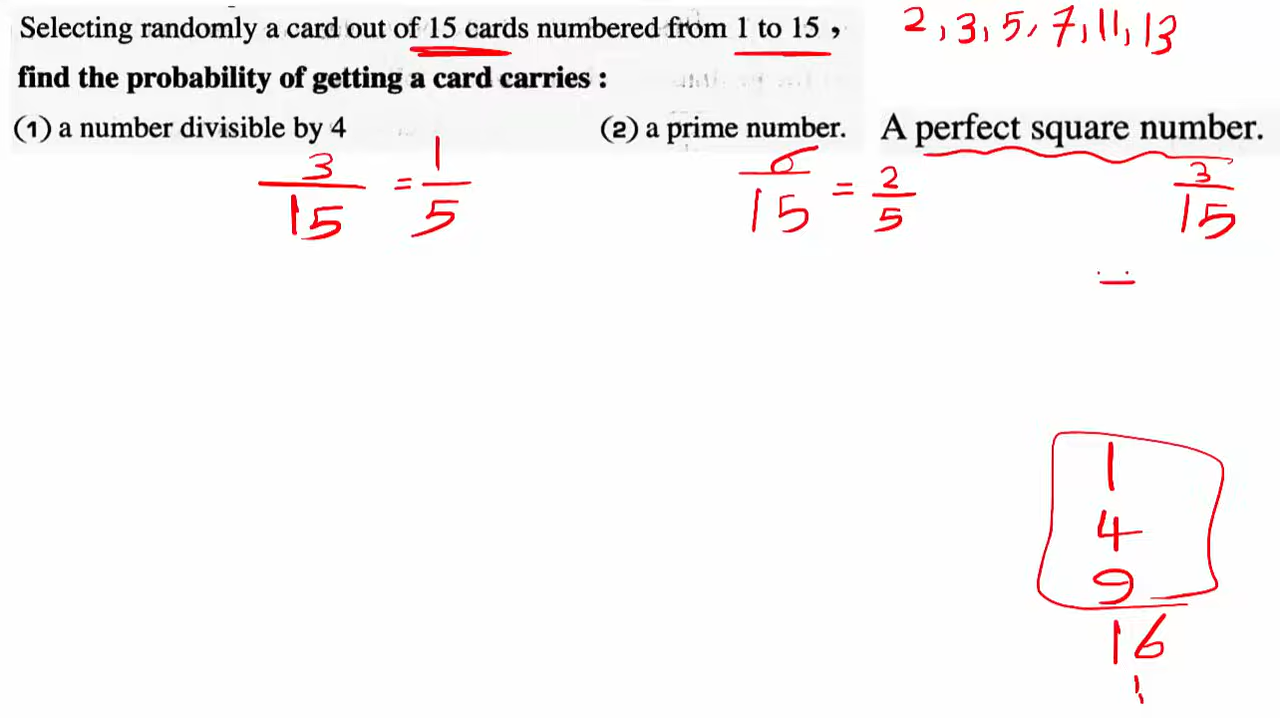 Selecting randomly a card out of 15 cards numbered from 1 to 15 ,
2, 3, 5, 7, 11, 13
find the probability of getting a card carries :
(1) a number divisible by 4
(2) a prime number.
A perfect square number.
3/15 = 1/5
6/15 = 2/5
3/15
=
1
4
9
16